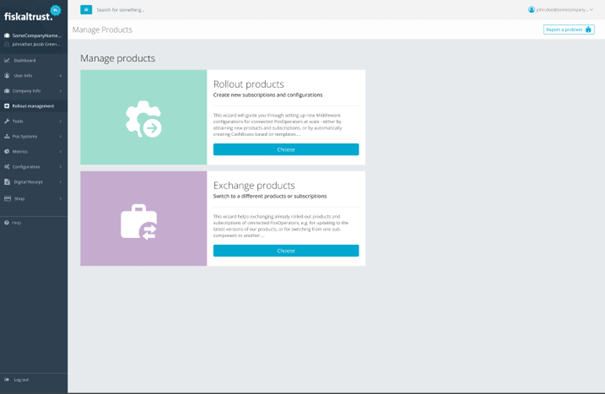 fiskaltrust.
Search for something...
john.doe@somecompany...
SomeCompanyName...
Johnathan Jacob Green...
Manage Products
Report a problem
Dashboard
User Info
Company Info
Rollout management
Tools
Pos Systems
Metrics
Configuration
Digital Receipt
Shop
Help
Log out
Manage products
Rollout products
Create new subscriptions and configurations
This wizard will guide you through setting up new Middleware
configurations for connected PosOperators at scale - either by
obtaining new products and subscriptions, or by automatically
creating CashBoxes based on templates....
Choose
Exchange products
Switch to a different products or subscriptions
This wizard helps exchanging already rolled-out products and
subscriptions of connected PosOperators, e.g. for updating to the
latest versions of our products, or for switching from one sub-
component to another....
Choose